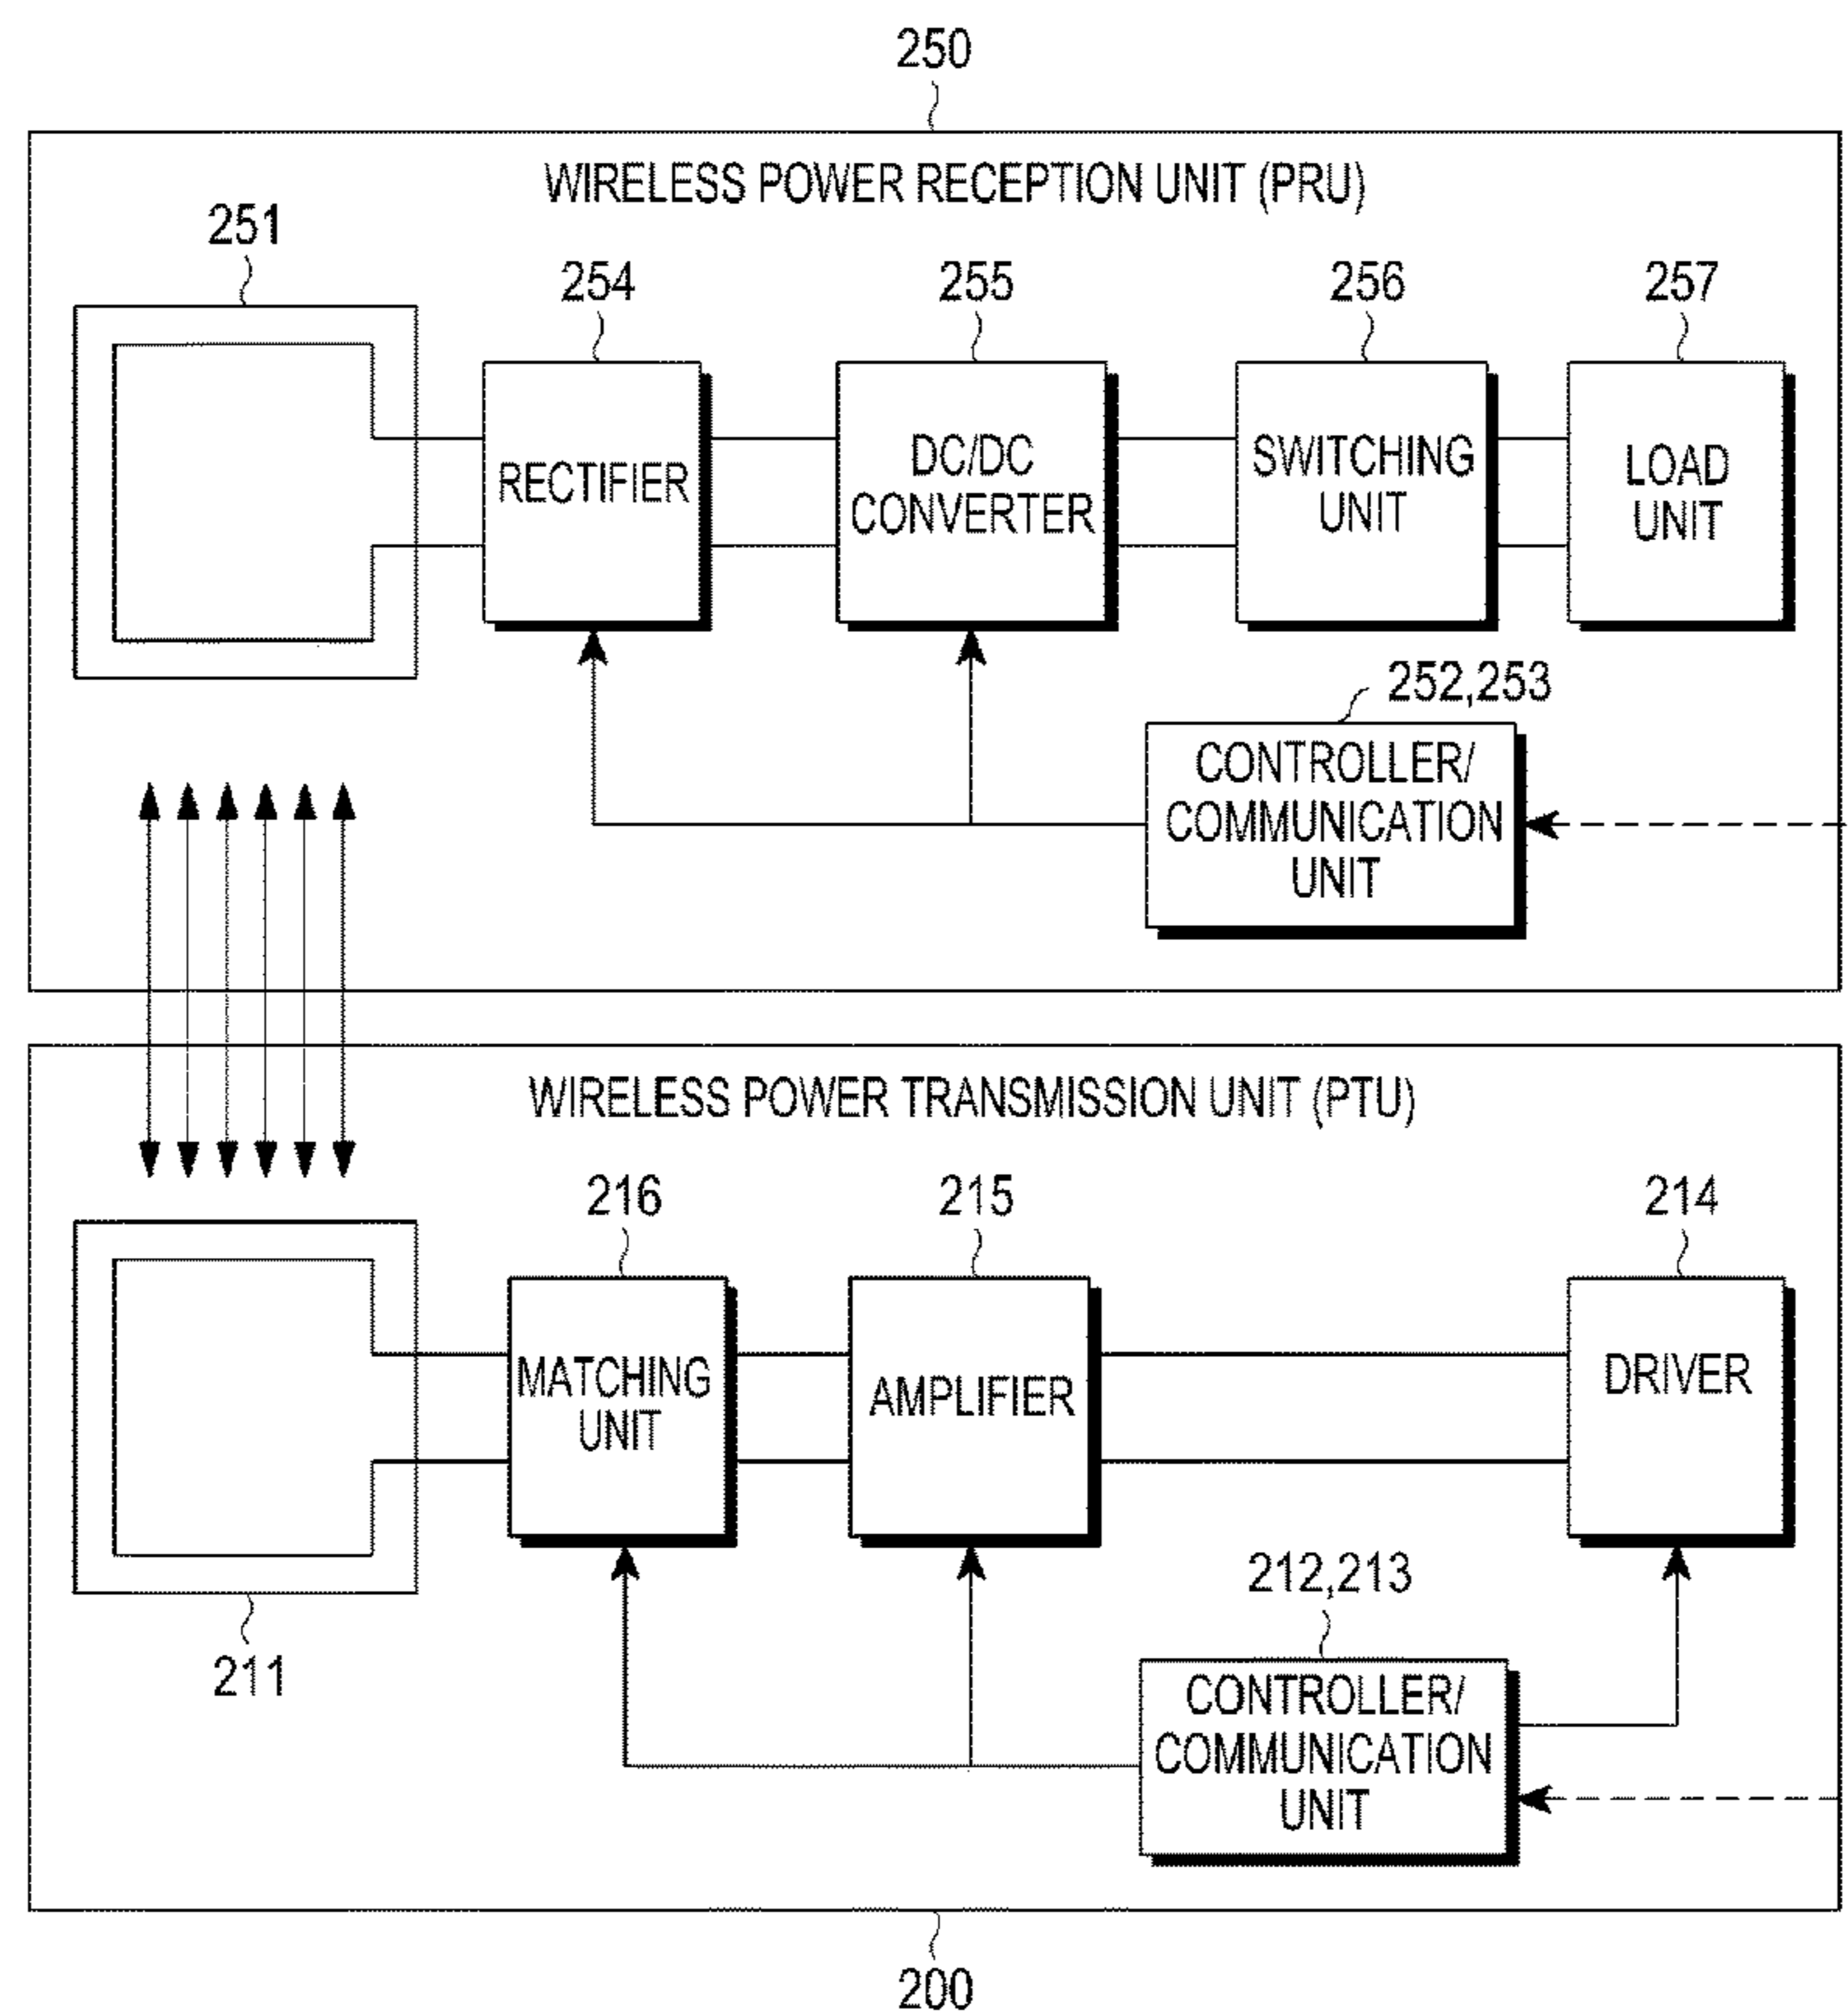 250
WIRELESS POWER RECEPTION UNIT (PRU)
251
254
255
256
257
RECTIFIER
DC/DC
CONVERTER
SWITCHING
UNIT
LOAD
UNIT
252,253
CONTROLLER/
COMMUNICATION
UNIT
WIRELESS POWER TRANSMISSION UNIT (PTU)
216
215
214
MATCHING
UNIT
AMPLIFIER
DRIVER
212,213
211
CONTROLLER/
COMMUNICATION
UNIT
200